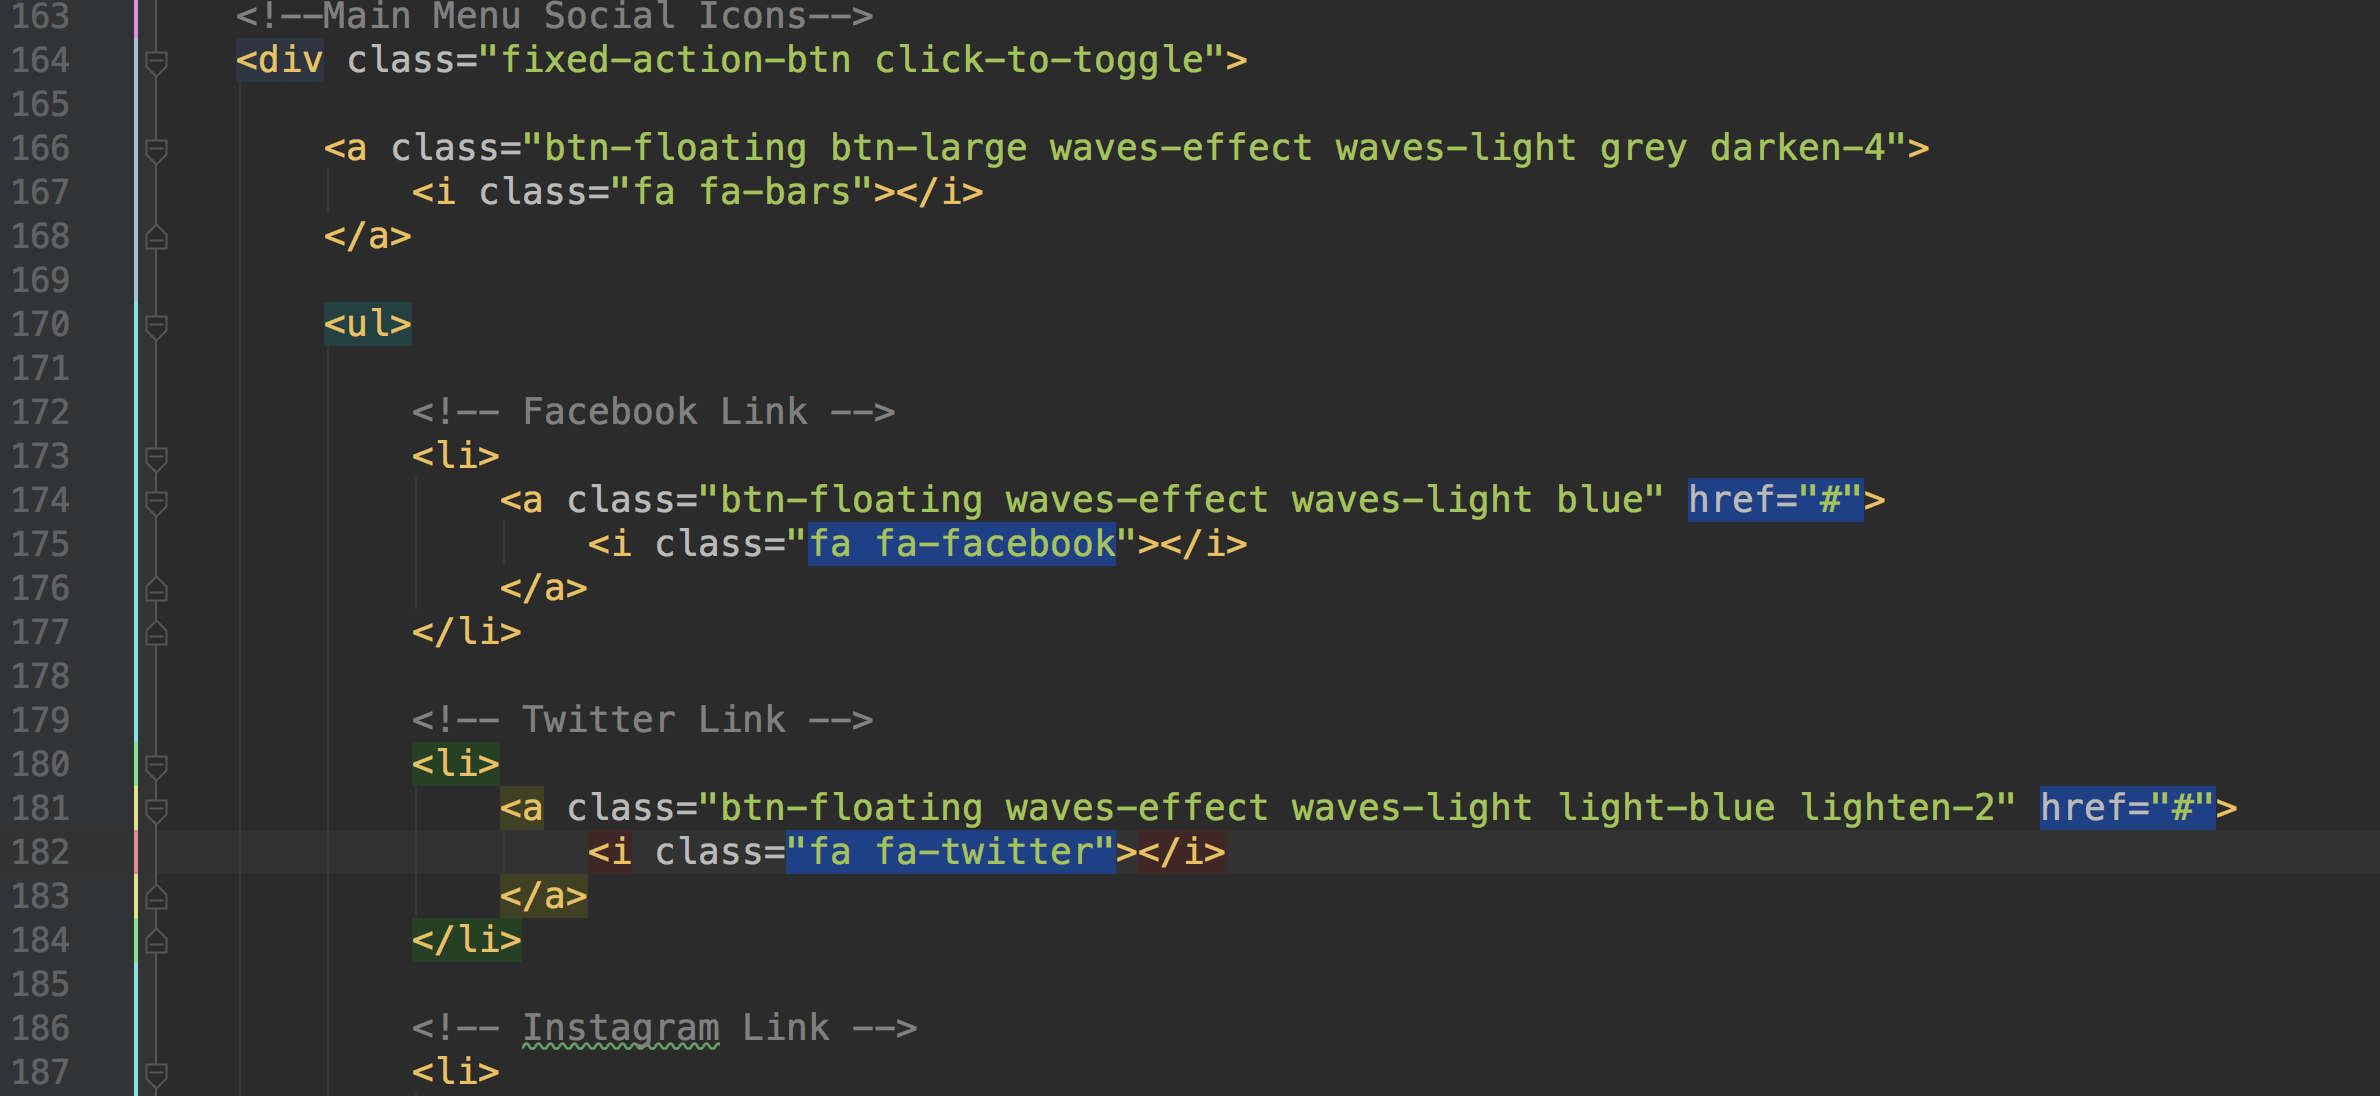 163 <!--Main Menu Social Icons-->
164 <div class="fixed-action-btn click-to-toggle">
165
166 <a class="btn-floating btn-large waves-effect waves-light grey darken-4">
167 <i class="fa fa-bars"></i>
168 </a>
169
170 <ul>
171
172 <!-- Facebook Link -->
173 <li>
174 <a class="btn-floating waves-effect waves-light blue" href="#">
175 <i class="fa fa-facebook"></i>
176 </a>
177 </li>
178
179 <!-- Twitter Link -->
180 <li>
181 <a class="btn-floating waves-effect waves-light light-blue lighten-2" href="#">
182 <i class="fa fa-twitter"></i>
183 </a>
184 </li>
185
186 <!-- Instagram Link -->
187 <li>